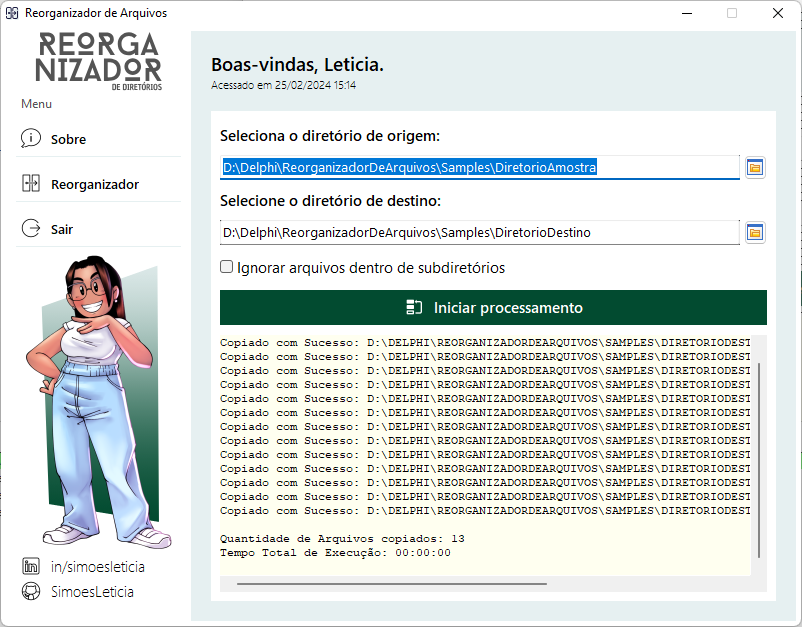 Reorganizador de Arquivos
REORGA
NIZADOR
DE DIRETÓRIOS
Menu
Sobre
Reorganizador
Sair
in/simoesleticia
SimoesLeticia
Boas-vindas, Leticia.
Acessado em 25/02/2024 15:14
Seleciona o diretório de origem:
D:\Delphi\ReorganizadorDeArquivos\Samples\DiretorioAmostra
Selecione o diretório de destino:
D:\Delphi\ReorganizadorDeArquivos\Samples\DiretorioDestino
Ignorar arquivos dentro de subdiretórios
Iniciar processamento
Copiado com Sucesso: D:\DELPHI\REORGANIZADORDEARQUIVOS\SAMPLES\DIRETORIODEST
Copiado com Sucesso: D:\DELPHI\REORGANIZADORDEARQUIVOS\SAMPLES\DIRETORIODEST
Copiado com Sucesso: D:\DELPHI\REORGANIZADORDEARQUIVOS\SAMPLES\DIRETORIODEST
Copiado com Sucesso: D:\DELPHI\REORGANIZADORDEARQUIVOS\SAMPLES\DIRETORIODEST
Copiado com Sucesso: D:\DELPHI\REORGANIZADORDEARQUIVOS\SAMPLES\DIRETORIODEST
Copiado com Sucesso: D:\DELPHI\REORGANIZADORDEARQUIVOS\SAMPLES\DIRETORIODEST
Copiado com Sucesso: D:\DELPHI\REORGANIZADORDEARQUIVOS\SAMPLES\DIRETORIODEST
Copiado com Sucesso: D:\DELPHI\REORGANIZADORDEARQUIVOS\SAMPLES\DIRETORIODEST
Copiado com Sucesso: D:\DELPHI\REORGANIZADORDEARQUIVOS\SAMPLES\DIRETORIODEST
Copiado com Sucesso: D:\DELPHI\REORGANIZADORDEARQUIVOS\SAMPLES\DIRETORIODEST
Copiado com Sucesso: D:\DELPHI\REORGANIZADORDEARQUIVOS\SAMPLES\DIRETORIODEST
Copiado com Sucesso: D:\DELPHI\REORGANIZADORDEARQUIVOS\SAMPLES\DIRETORIODEST
Copiado com Sucesso: D:\DELPHI\REORGANIZADORDEARQUIVOS\SAMPLES\DIRETORIODEST
Quantidade de Arquivos copiados: 13
Tempo Total de Execução: 00:00:00